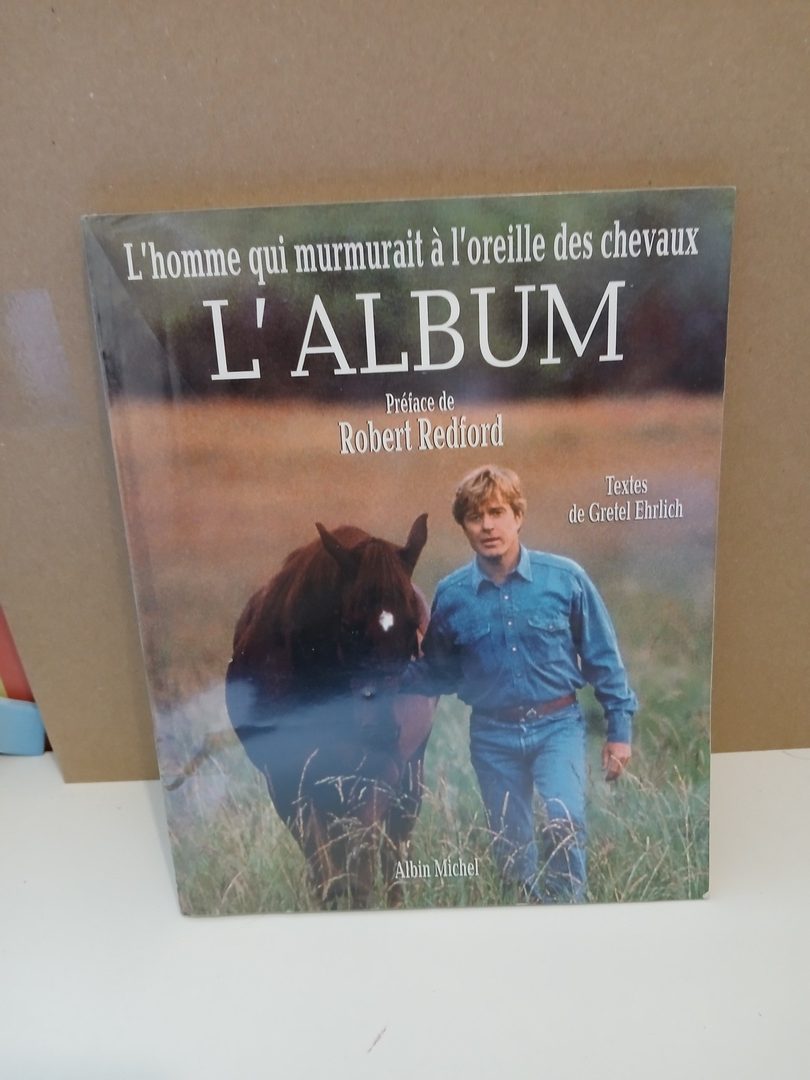 L'homme qui murmurait à l'oreille des chevaux
L'ALBUM
Préface de
Robert Redford
Textes
de Gretel Ehrlich
Albin Michel